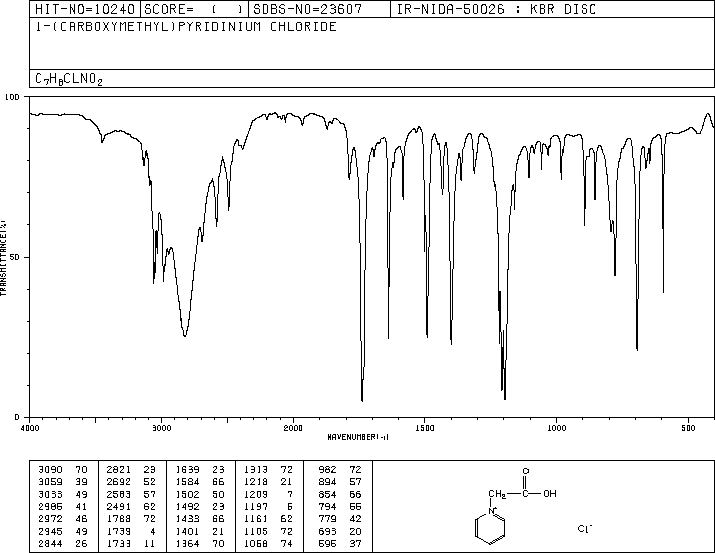 HIT-NO=10240 SCORE= ( ) SDBS-NO=23607 IR-NIDA-50026 : KBR DISC
1-(CARBOXYMETHYL)PYRIDINIUM CHLORIDE
C7H8CLNO2
100
50
0
TRANSMITTANCE(%)
4000 3000 2000 1500 1000 500
WAVENUMBER(-1)
3090 70 2821 23 1639 23 1313 72 982 72
3059 39 2692 52 1584 66 1218 21 894 57
3033 49 2583 57 1502 50 1209 7 854 66
2985 41 2491 62 1492 23 1197 5 794 55
2972 46 1788 72 1433 66 1161 62 779 42
2945 49 1739 4 1401 21 1105 72 693 20
2844 26 1733 11 1364 70 1068 74 596 37
O
CH2 C OH
N+
Cl-